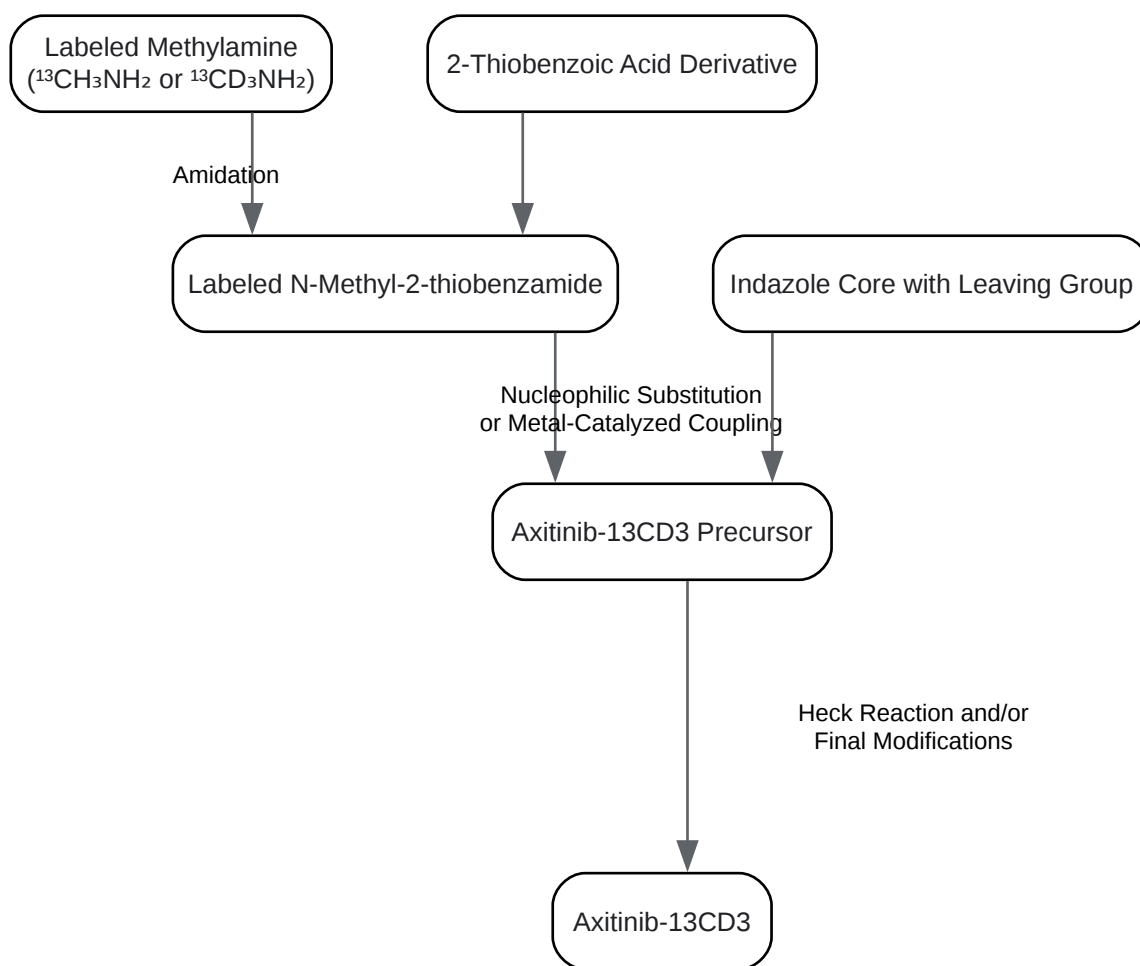 Labeled Methylamine
(¹³CH₃NH₂ or ¹³CD₃NH₂)
2-Thiobenzoic Acid Derivative
Amidation
Labeled N-Methyl-2-thiobenzamide
Indazole Core with Leaving Group
Nucleophilic Substitution
or Metal-Catalyzed Coupling
Axitinib-13CD3 Precursor
Heck Reaction and/or
Final Modifications
Axitinib-13CD3